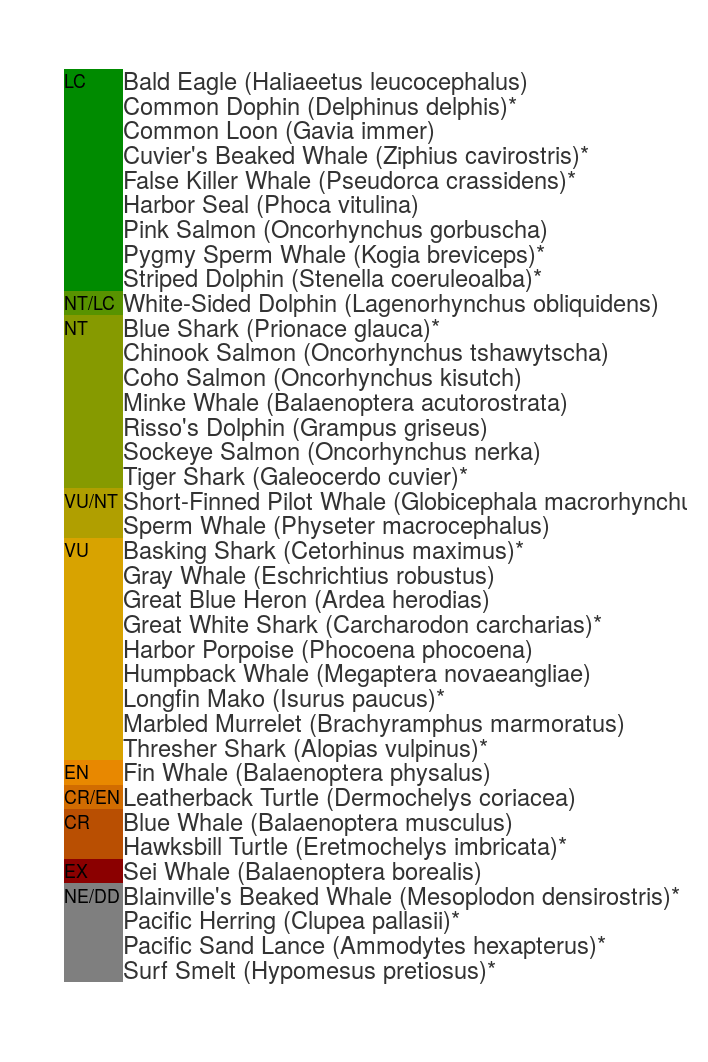 LC Bald Eagle (Haliaeetus leucocephalus)
Common Dophin (Delphinus delphis)*
Common Loon (Gavia immer)
Cuvier's Beaked Whale (Ziphius cavirostris)*
False Killer Whale (Pseudorca crassidens)*
Harbor Seal (Phoca vitulina)
Pink Salmon (Oncorhynchus gorbuscha)
Pygmy Sperm Whale (Kogia breviceps)*
Striped Dolphin (Stenella coeruleoalba)*
NT/LC White-Sided Dolphin (Lagenorhynchus obliquidens)
NT Blue Shark (Prionace glauca)*
Chinook Salmon (Oncorhynchus tshawytscha)
Coho Salmon (Oncorhynchus kisutch)
Minke Whale (Balaenoptera acutorostrata)
Risso's Dolphin (Grampus griseus)
Sockeye Salmon (Oncorhynchus nerka)
Tiger Shark (Galeocerdo cuvier)*
VU/NT Short-Finned Pilot Whale (Globicephala
Sperm Whale (Physeter macrocephalus)
VU Basking Shark (Cetorhinus maximus)*
Gray Whale (Eschrichtius robustus)
Great Blue Heron (Ardea herodias)
Great White Shark (Carcharodon carcharias)*
Harbor Porpoise (Phocoena phocoena)
Humpback Whale (Megaptera novaeangliae)
Longfin Mako (Isurus paucus)*
Marbled Murrelet (Brachyramphus marmoratus)
Thresher Shark (Alopias vulpinus)*
EN Fin Whale (Balaenoptera physalus)
CR/EN Leatherback Turtle (Dermochelys coriacea)
CR Blue Whale (Balaenoptera musculus)
Hawksbill Turtle (Eretmochelys imbricata)*
EX Sei Whale (Balaenoptera borealis)
NE/DD Blainville's Beaked Whale (Mesoplodon densirostris)*
Pacific Herring (Clupea pallasii)*
Pacific Sand Lance (Ammodytes hexapterus)*
Surf Smelt (Hypomesus pretiosus)*